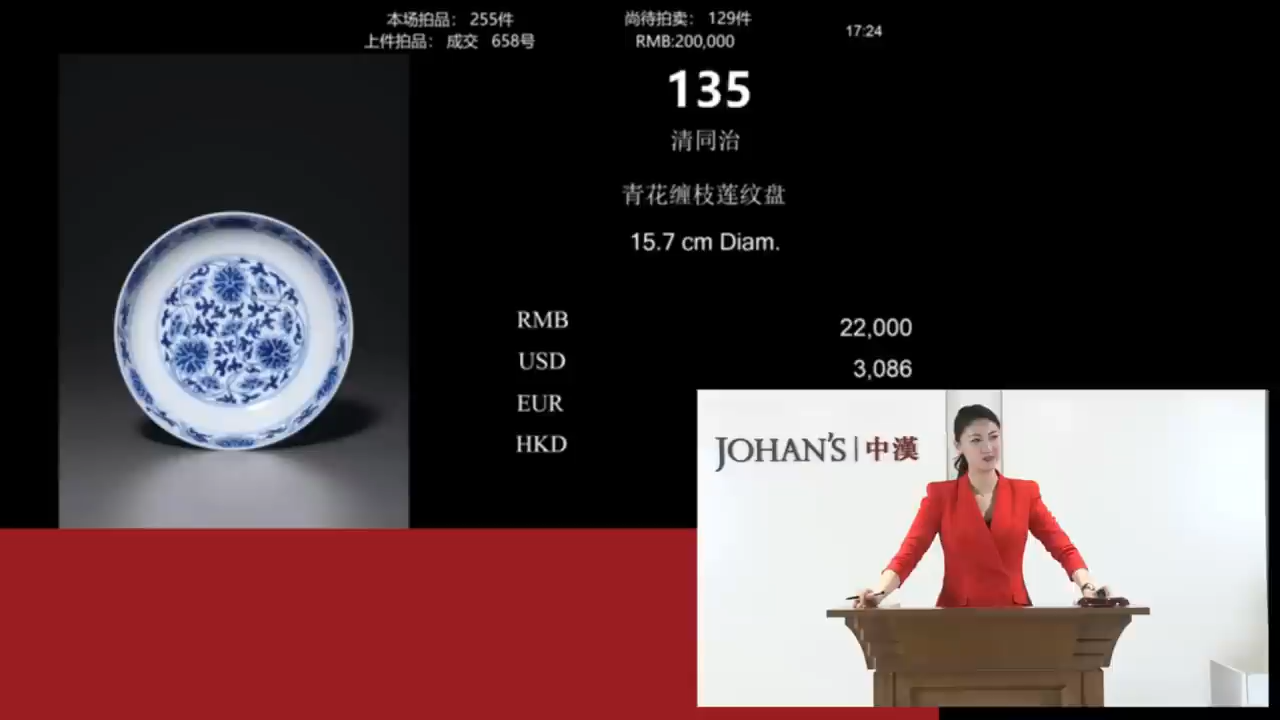 本场拍品： 255件
尚待拍卖： 129件
上件拍品： 成交 658号
RMB:200,000
17:24
135
清同治
青花缠枝莲纹盘
15.7 cm Diam.
RMB 22,000
USD 3,086
EUR
HKD
JOHAN'S | 中漢